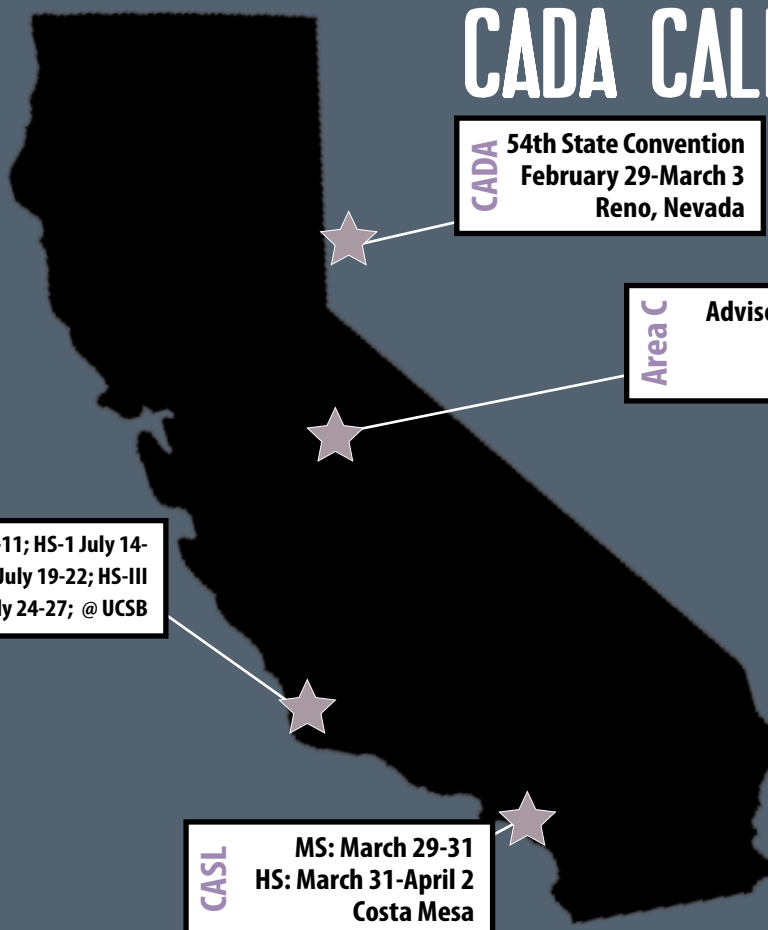 CADA CAL
CADA
54th State Convention
February 29-March 3
Reno, Nevada
Area C
-11; HS-1 July 14-
July 19-22; HS-III
24-27; @ UCSB
CASL
MS: March 29-31
HS: March 31-April 2
Costa Mesa